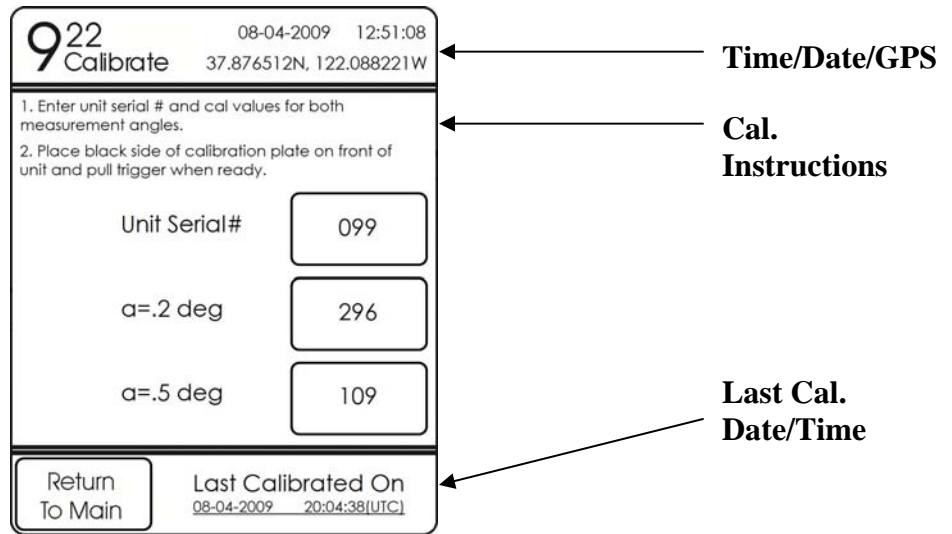 922 08-04-2009 12:51:08
Calibrate 37.876512N, 122.088221W
Time/Date/GPS
1. Enter unit serial # and cal values for both
measurement angles.
2. Place black side of calibration plate on front of
unit and pull trigger when ready.
Cal.
Instructions
Unit Serial# 099
a=.2 deg 296
a=.5 deg 109
Last Cal.
Date/Time
Return
To Main
Last Calibrated On
08-04-2009 20:04:38(UTC)